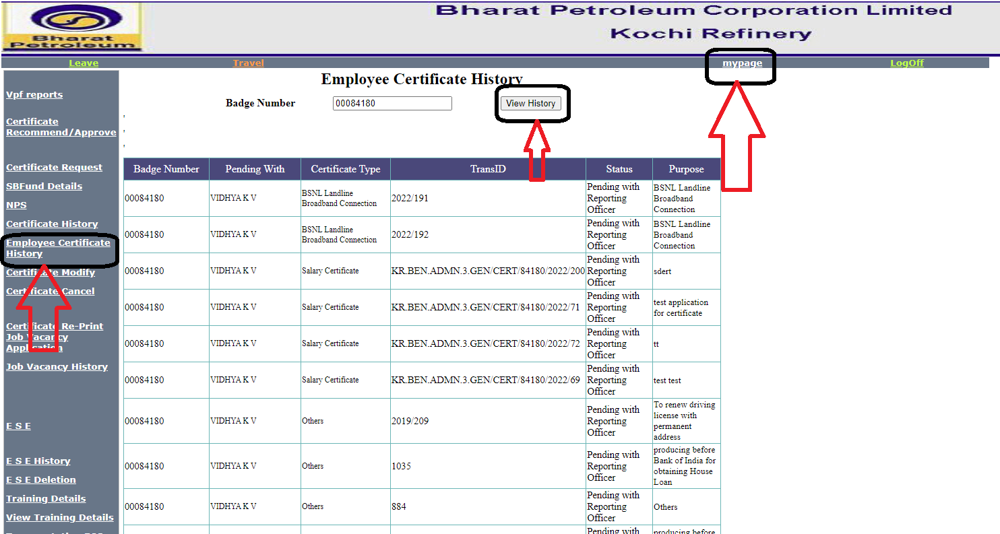 Bharat Petroleum Corporation Limited
Kochi Refinery
Bharat
Petroleum
Leave
Travel
mypage
LogOff
Vpf reports
Certificate
Recommend/Approve
Certificate Request
SBFund Details
NPS
Certificate History
Employee Certificate
History
Certificate Modify
Certificate Cancel
Certificate Re-Print
Job Vacancy
Application
Job Vacancy History
E S E
E S E History
E S E Deletion
Training Details
View Training Details
Employee Certificate History
Badge Number 00084180 View History
Badge Number Pending With Certificate Type TransID Status Purpose
00084180 VIDHYA K V BSNL Landline Broadband Connection 2022/191 Pending with Reporting Officer BSNL Landline Broadband Connection
00084180 VIDHYA K V BSNL Landline Broadband Connection 2022/192 Pending with Reporting Officer BSNL Landline Broadband Connection
00084180 VIDHYA K V Salary Certificate KR.BEN.ADMN.3.GEN/CERT/84180/2022/200 Pending with Reporting Officer sdert
00084180 VIDHYA K V Salary Certificate KR.BEN.ADMN.3.GEN/CERT/84180/2022/71 Pending with Reporting Officer test application for certificate
00084180 VIDHYA K V Salary Certificate KR.BEN.ADMN.3.GEN/CERT/84180/2022/72 Pending with Reporting Officer tt
00084180 VIDHYA K V Salary Certificate KR.BEN.ADMN.3.GEN/CERT/84180/2022/69 Pending with Reporting Officer test test
00084180 VIDHYA K V Others 2019/209 Pending with Reporting Officer To renew driving license with permanent address
00084180 VIDHYA K V Others 1035 Pending with Reporting Officer producing before Bank of India for obtaining House Loan
00084180 VIDHYA K V Others 884 Pending with Reporting Officer Others
Pending with producing before